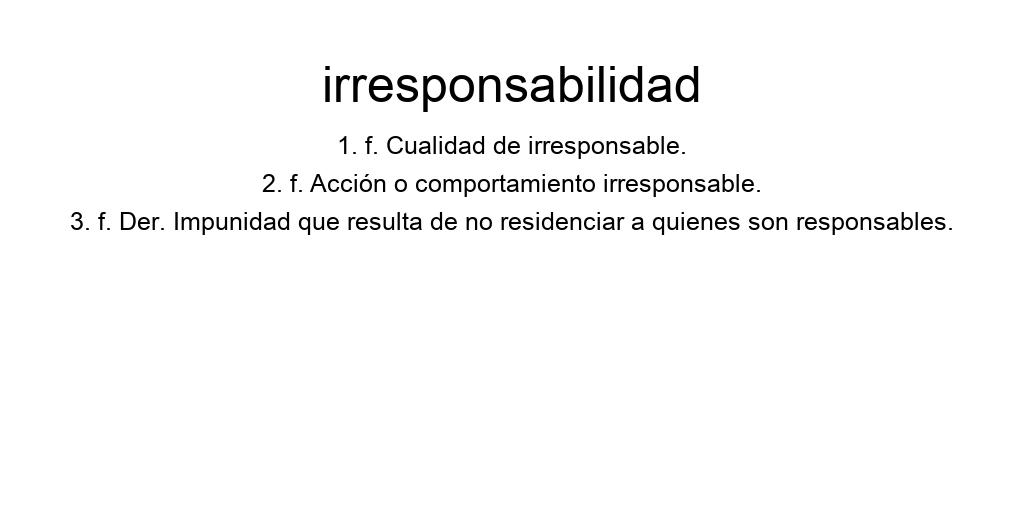 irresponsabilidad
1. f. Cualidad de irresponsable.
2. f. Acción o comportamiento irresponsable.
3. f. Der. Impunidad que resulta de no residenciar a quienes son responsables.